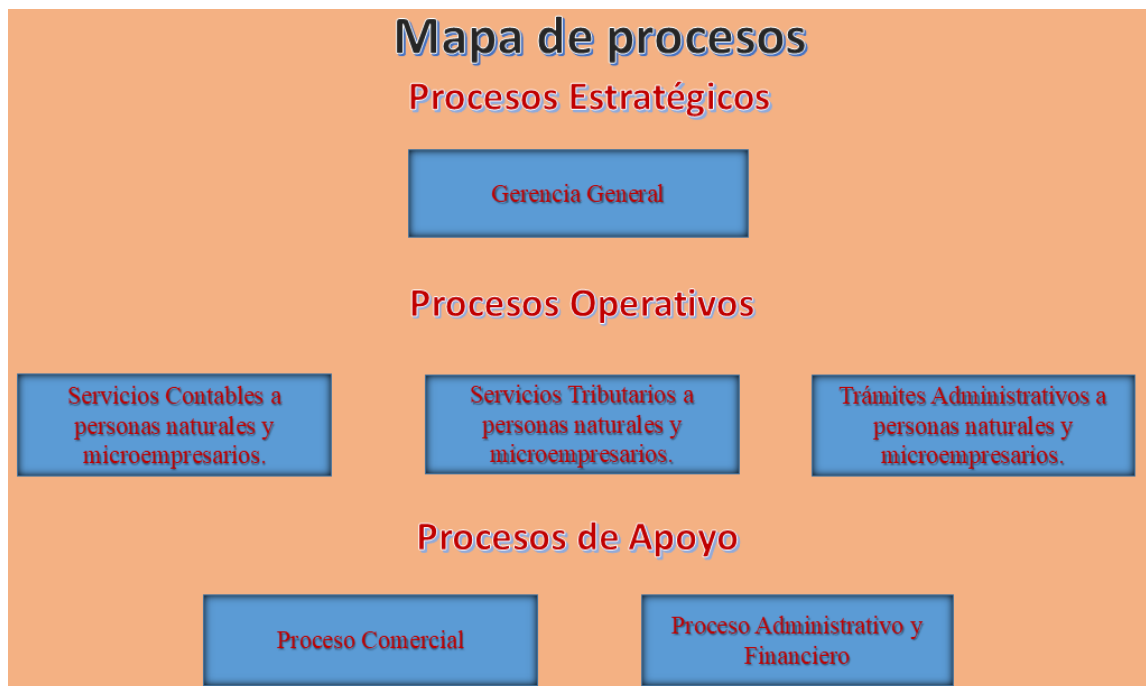 Mapa de procesos
Procesos Estratégicos
Gerencia General
Procesos Operativos
Servicios Contables a
personas naturales y
microempresarios.
Servicios Tributarios a
personas naturales y
microempresarios.
Trámites Administrativos a
personas naturales y
microempresarios.
Procesos de Apoyo
Proceso Comercial
Proceso Administrativo y
Financiero